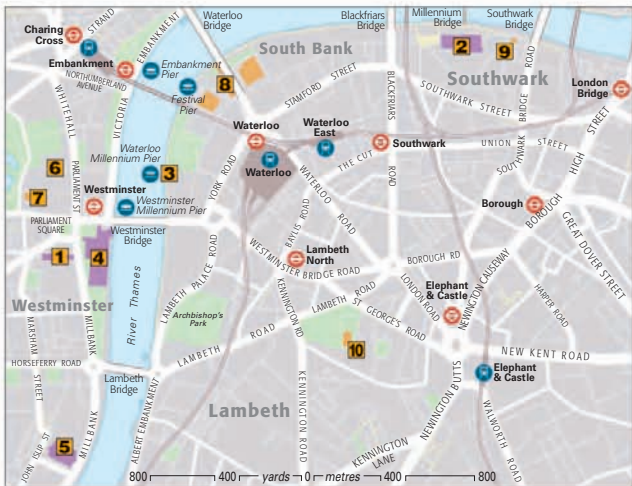 Charing
Cross
STRAND
EMBANKMENT
Waterloo
Bridge
Blackfriars
Bridge
Millennium
Bridge
Southwark
Bridge
Embankment
Embankment
Pier
South Bank
2
9
Southwark
ROAD
NORTHUMBERLAND
AVENUE
Festival
Pier
8
STAMFORD STREET
BLACKFRIARS
ROAD
SOUTHWARK STREET
SOUTHWARK
BRIDGE
London
Bridge
WHITEHALL
VICTORIA
Waterloo
Waterloo
East
Southwark
UNION STREET
HIGH
STREET
Waterloo
Millennium Pier
3
YORK ROAD
Waterloo
THE CUT
6
7
PARLIAMENT ST
Westminster
Westminster
Millennium Pier
WATERLOO
ROAD
BAYLIS ROAD
Borough
BOROUGH
GREAT DOVER STREET
PARLIAMENT
SQUARE
Westminster
Bridge
1
4
WESTMINSTER BRIDGE ROAD
Lambeth
North
BOROUGH RD
NEWINGTON CAUSEWAY
HARPER ROAD
River Thames
LAMBETH PALACE ROAD
Westminster
Archbishop's
Park
KENNINGTON RD
LAMBETH ROAD
LAMBETH ROAD
ST GEORGE'S ROAD
LONDON ROAD
Elephant
& Castle
10
NEW KENT ROAD
MARSHAM
STREET
MILLBANK
HORSEFERRY ROAD
Lambeth
Bridge
Elephant
& Castle
Lambeth
KENNINGTON ROAD
NEWINGTON BUTTS
WALWORTH ROAD
5
JOHN ISLIP ST
MILLBANK
ALBERT EMBANKMENT
KENNINGTON
LANE
800 400 yards 0 metres 400 800